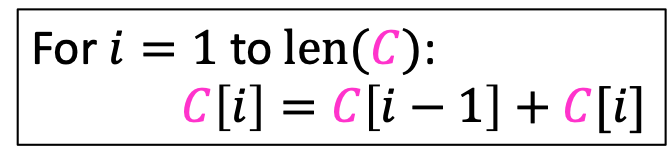 For i = 1 to len(C):
C[i] = C[i − 1] + C[i]